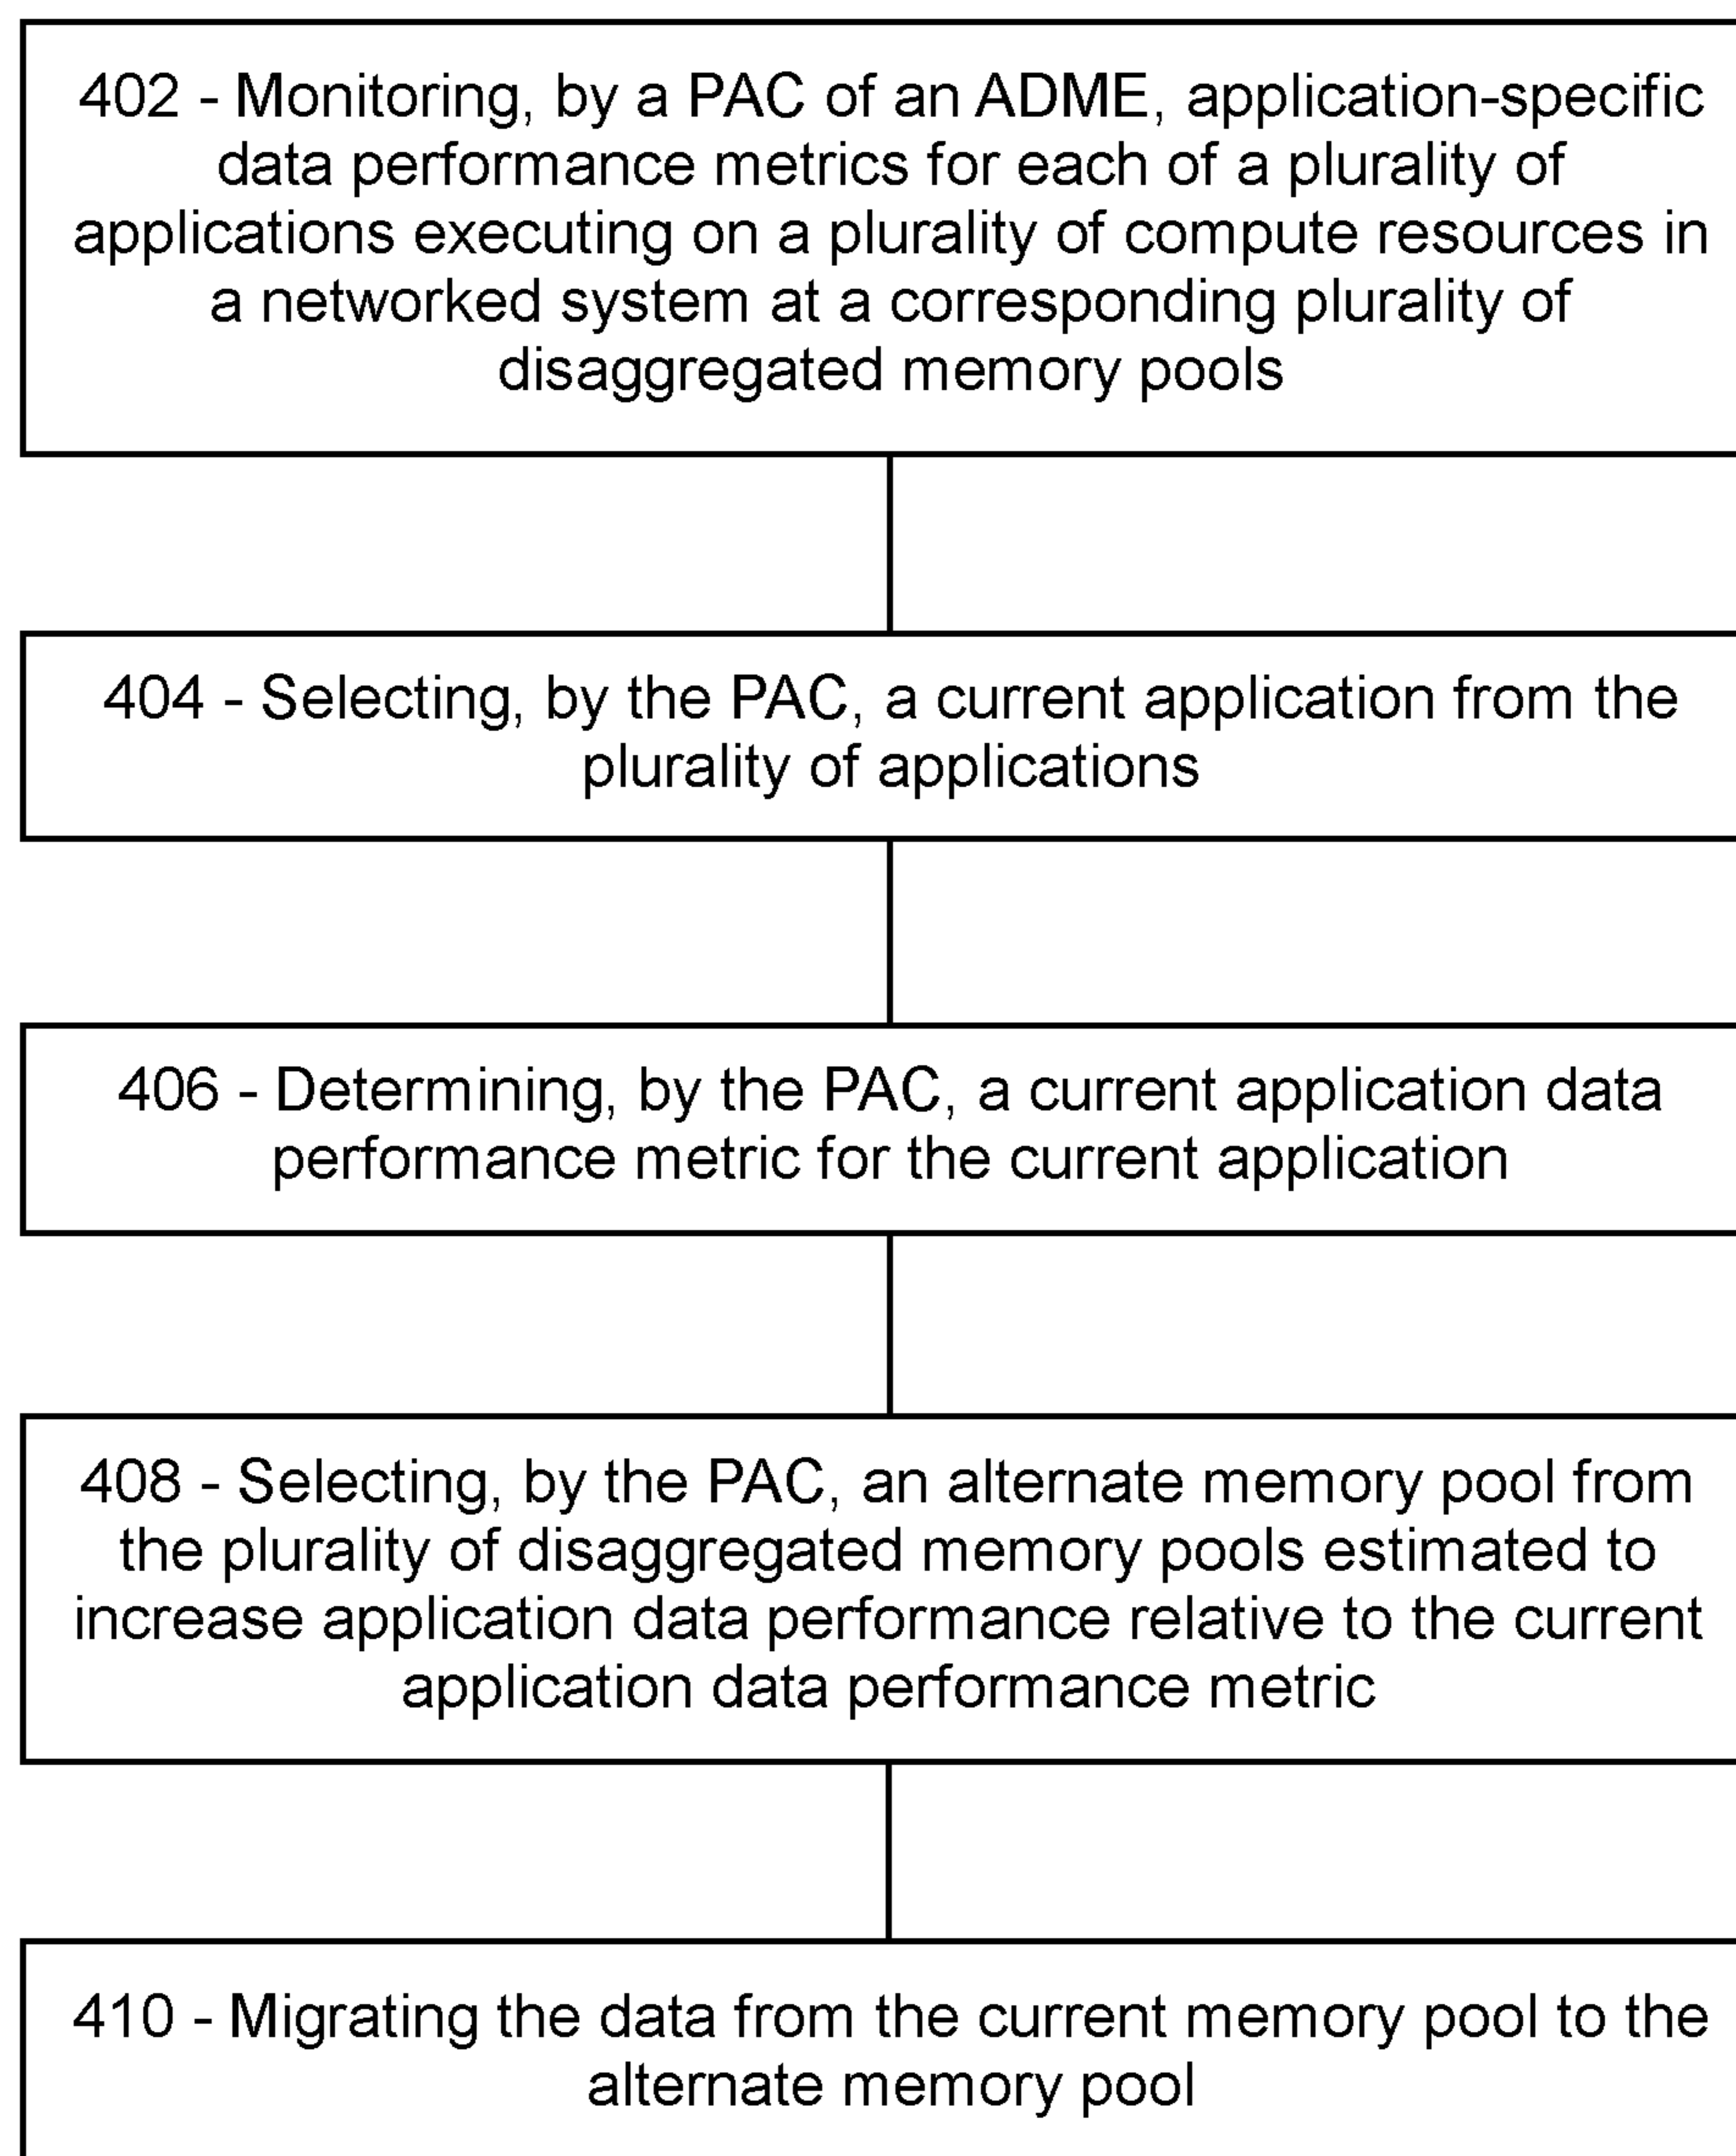 402 - Monitoring, by a PAC of an ADME, application-specific
data performance metrics for each of a plurality of
applications executing on a plurality of compute resources in
a networked system at a corresponding plurality of
disaggregated memory pools
404 - Selecting, by the PAC, a current application from the
plurality of applications
406 - Determining, by the PAC, a current application data
performance metric for the current application
408 - Selecting, by the PAC, an alternate memory pool from
the plurality of disaggregated memory pools estimated to
increase application data performance relative to the current
application data performance metric
410 - Migrating the data from the current memory pool to the
alternate memory pool